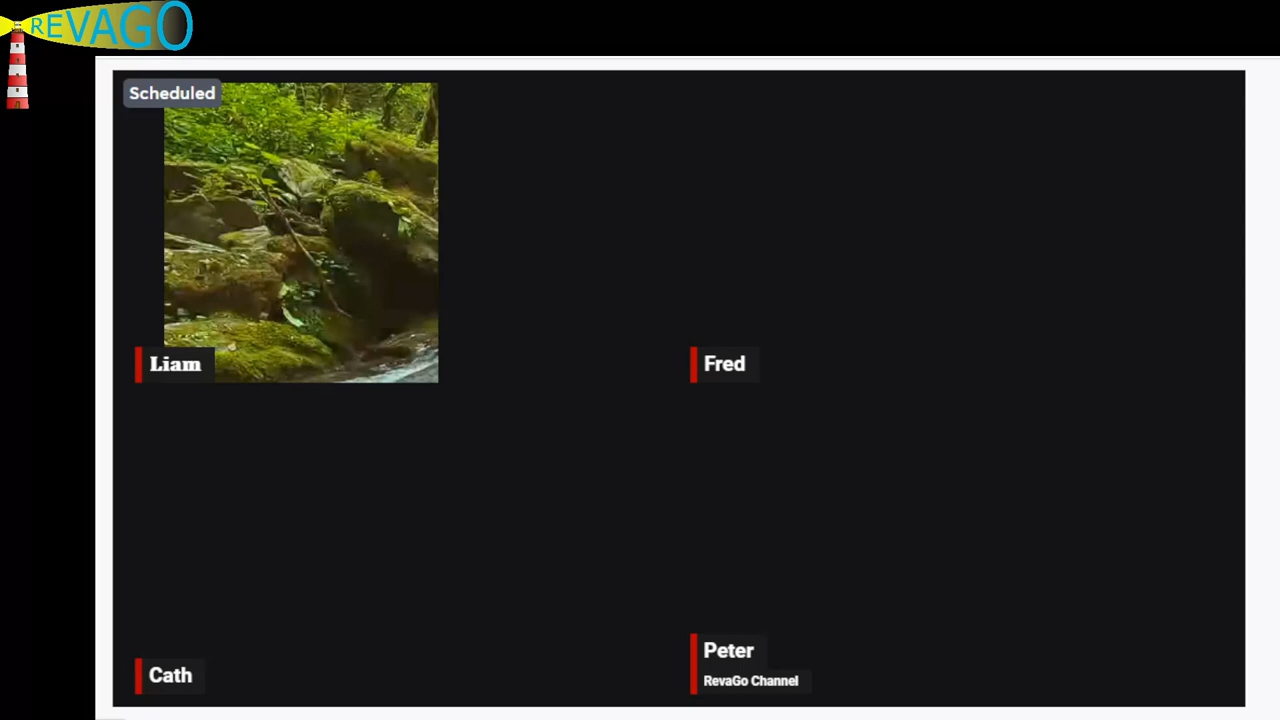 REVAGO
Scheduled
Liam
Fred
Cath
Peter
RevaGo Channel